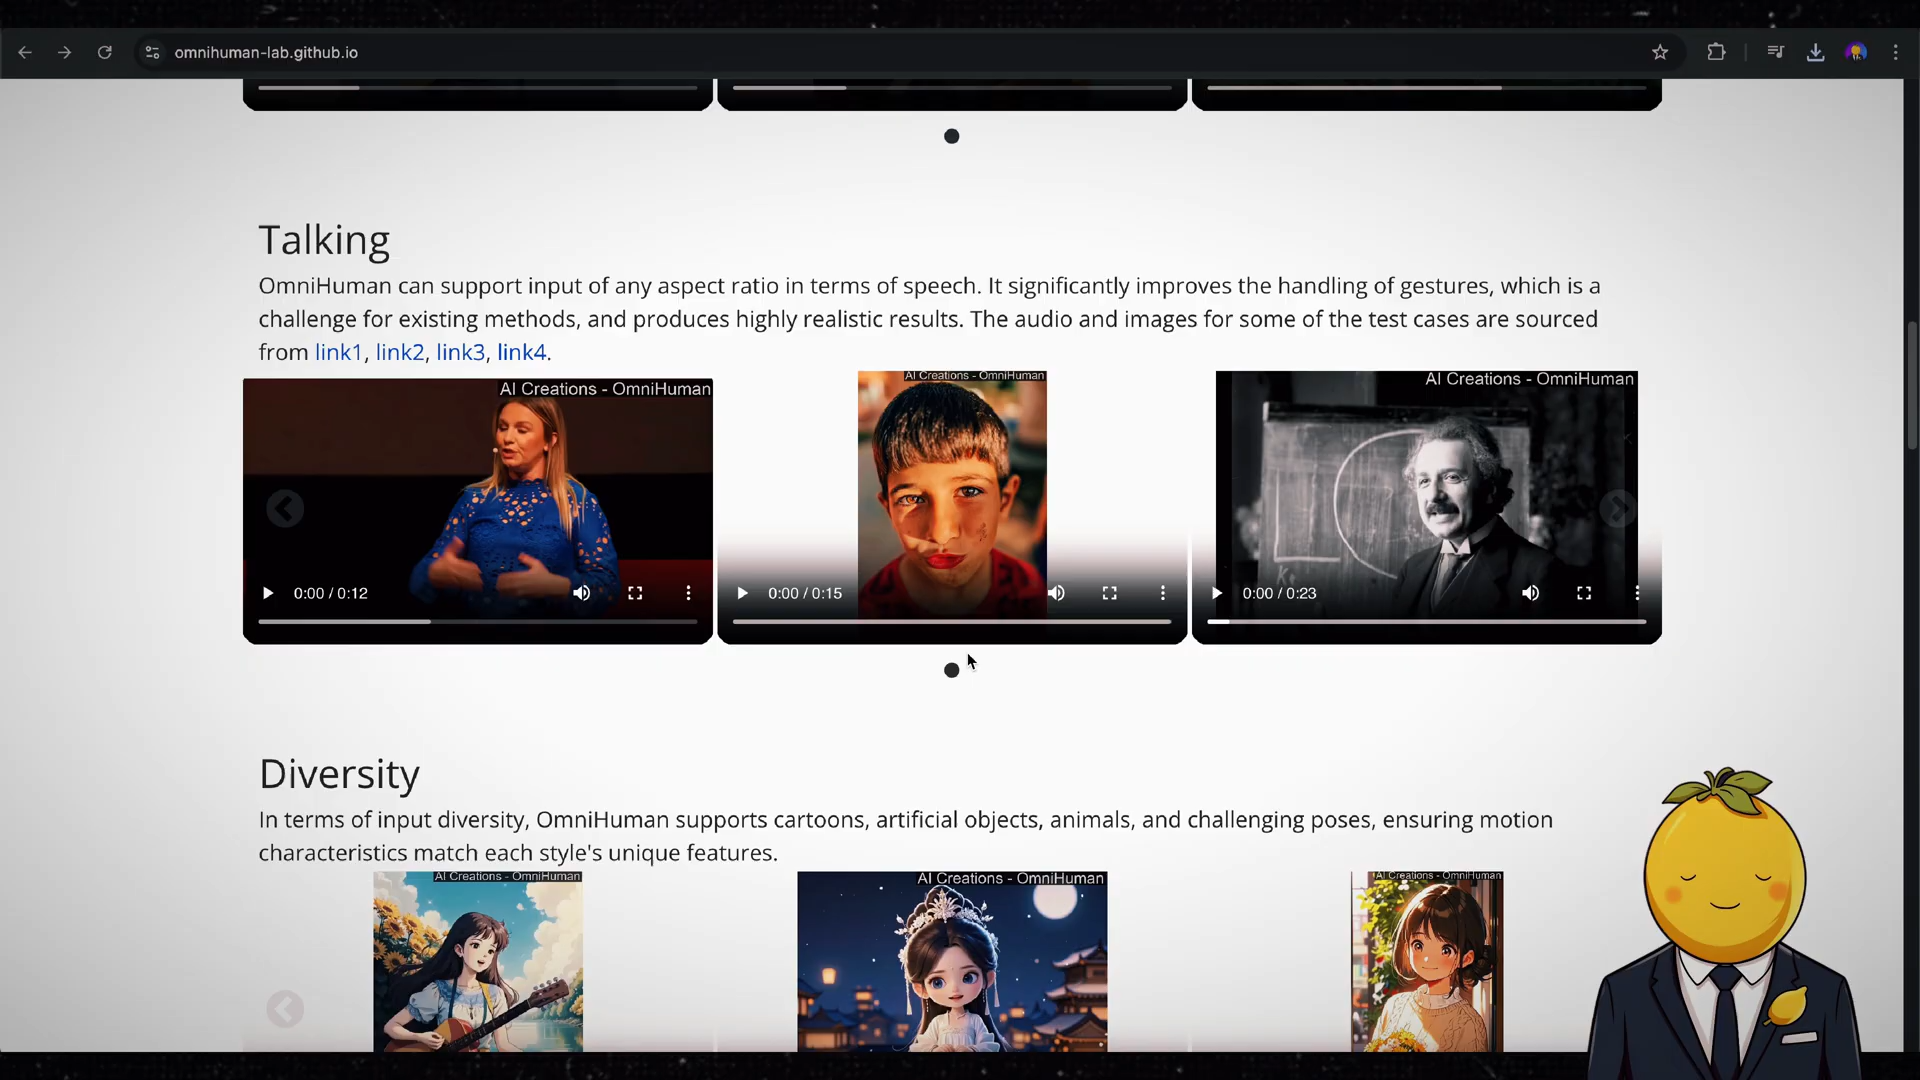 omnihuman-lab.github.io
Talking
OmniHuman can support input of any aspect ratio in terms of speech. It significantly improves the handling of gestures, which is a
challenge for existing methods, and produces highly realistic results. The audio and images for some of the test cases are sourced
from link1, link2, link3, link4.
AI Creations - OmniHuman
AI Creations - OmniHuman
AI Creations - OmniHuman
0:00 / 0:12
0:00 / 0:15
0:00 / 0:23
Diversity
In terms of input diversity, OmniHuman supports cartoons, artificial objects, animals, and challenging poses, ensuring motion
characteristics match each style's unique features.
AI Creations - OmniHuman
AI Creations - OmniHuman
AI Creations - OmniHuman